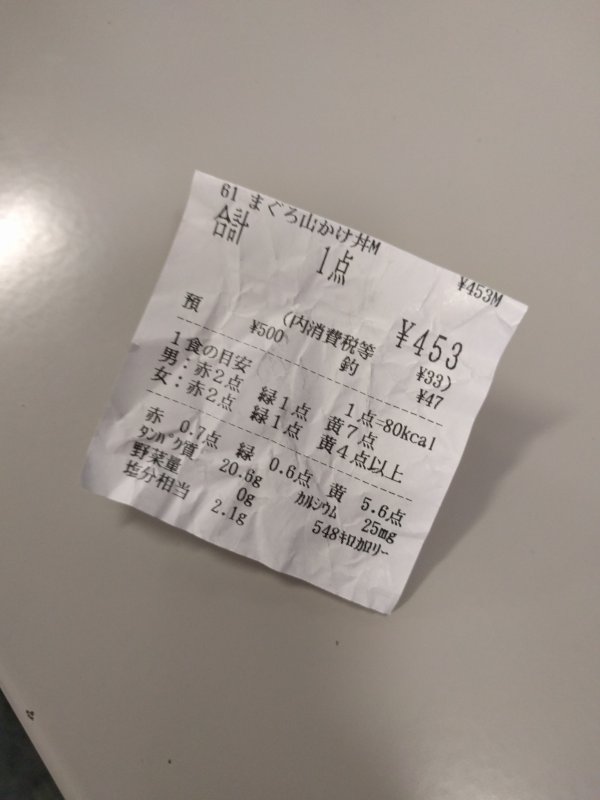 61 まぐろ山かけ丼M ¥453M
合計 1点 ¥453
(内消費税等 ¥33)
預 ¥500 釣 ¥47
1食の目安 1点=80kcal
男:赤2点 緑1点 黄7点
女:赤2点 緑1点 黄4点以上
赤 0.7点 緑 0.6点 黄 5.6点
タンパク質 20.6g カルシウム 25mg
野菜量 0g 548キロカロリー
塩分相当 2.1g